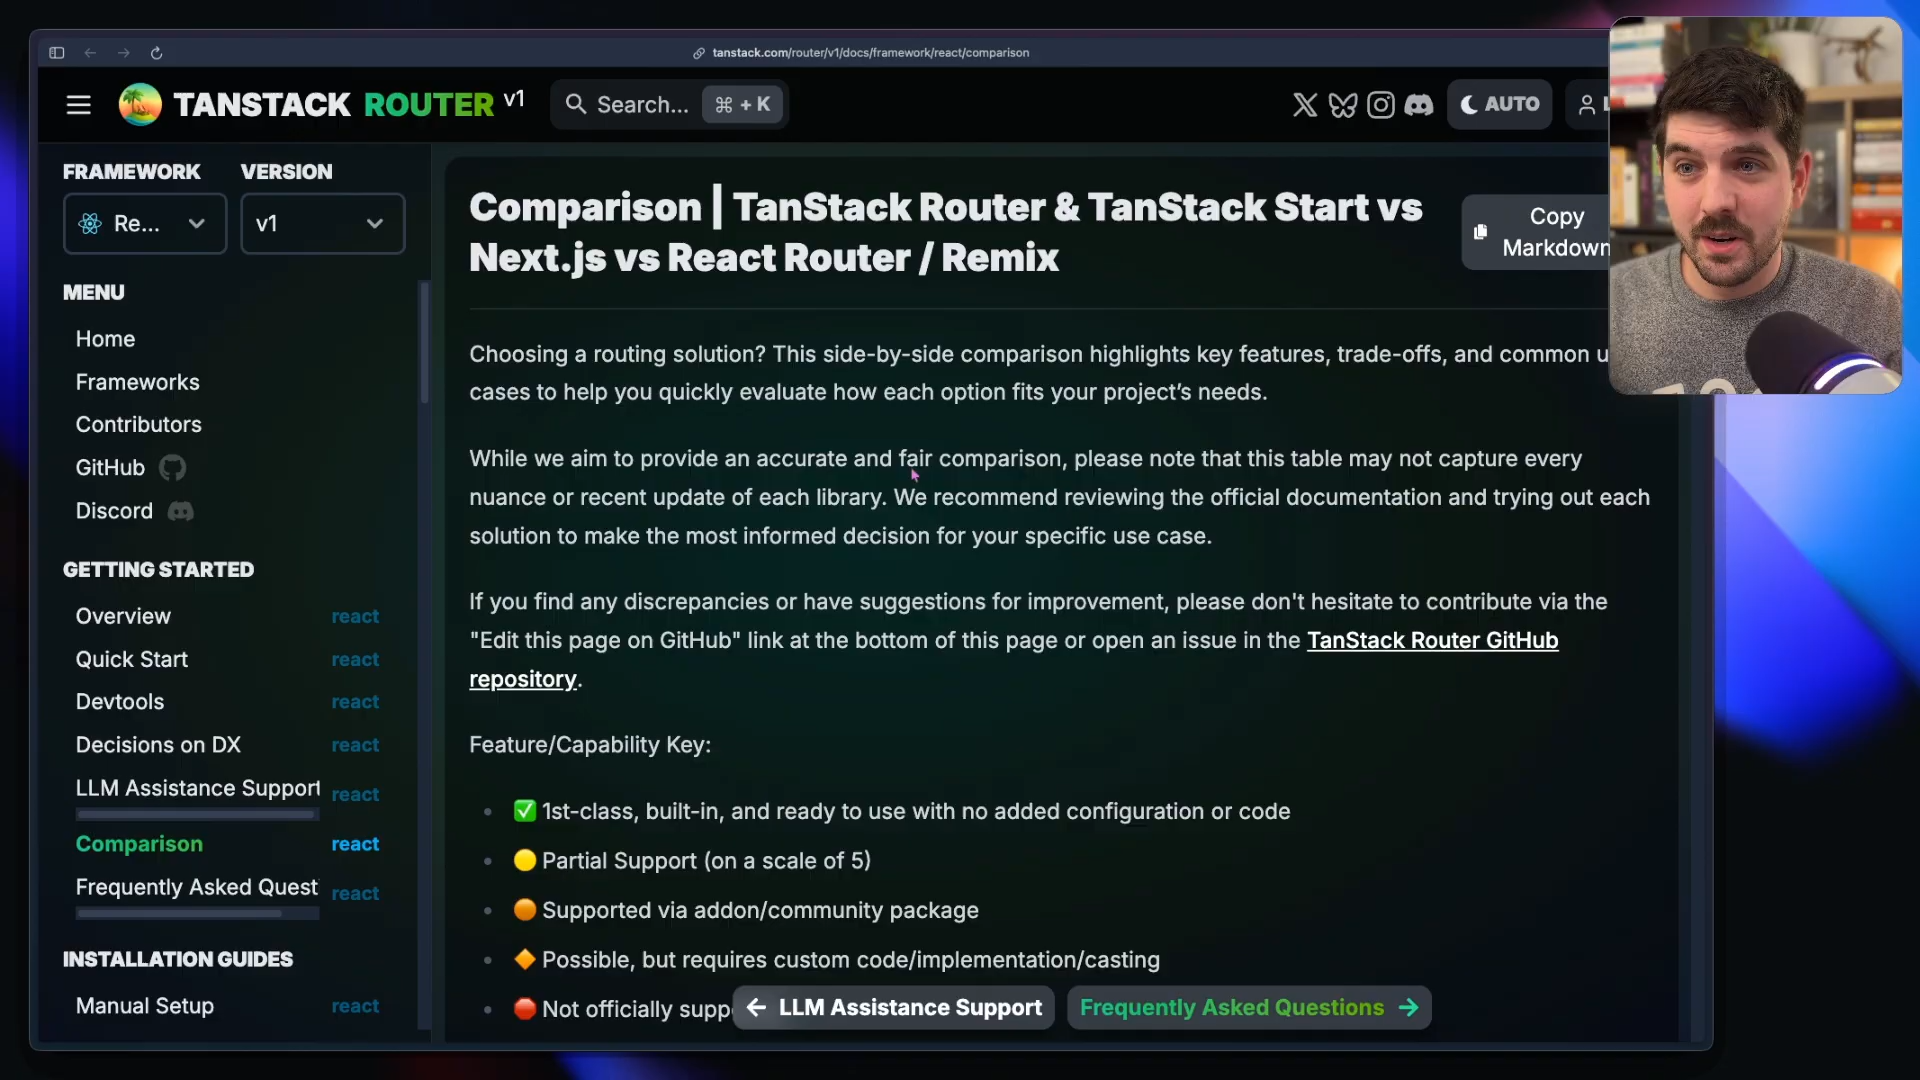 tanstack.com/router/v1/docs/framework/react/comparison
TANSTACK ROUTER v1
Search... ⌘ + K
AUTO
L
FRAMEWORK
VERSION
Re...
v1
MENU
Home
Frameworks
Contributors
GitHub
Discord
GETTING STARTED
Overview react
Quick Start react
Devtools react
Decisions on DX react
LLM Assistance Support react
Comparison react
Frequently Asked Quest react
INSTALLATION GUIDES
Manual Setup react
Comparison | TanStack Router & TanStack Start vs
Next.js vs React Router / Remix
Copy
Markdown
Choosing a routing solution? This side-by-side comparison highlights key features, trade-offs, and common u
cases to help you quickly evaluate how each option fits your project’s needs.
While we aim to provide an accurate and fair comparison, please note that this table may not capture every
nuance or recent update of each library. We recommend reviewing the official documentation and trying out each
solution to make the most informed decision for your specific use case.
If you find any discrepancies or have suggestions for improvement, please don't hesitate to contribute via the
"Edit this page on GitHub" link at the bottom of this page or open an issue in the TanStack Router GitHub
repository.
Feature/Capability Key:
• ✅ 1st-class, built-in, and ready to use with no added configuration or code
• 🟡 Partial Support (on a scale of 5)
• 🟠 Supported via addon/community package
• 🔶 Possible, but requires custom code/implementation/casting
• 🛑 Not officially supp
← LLM Assistance Support
Frequently Asked Questions →